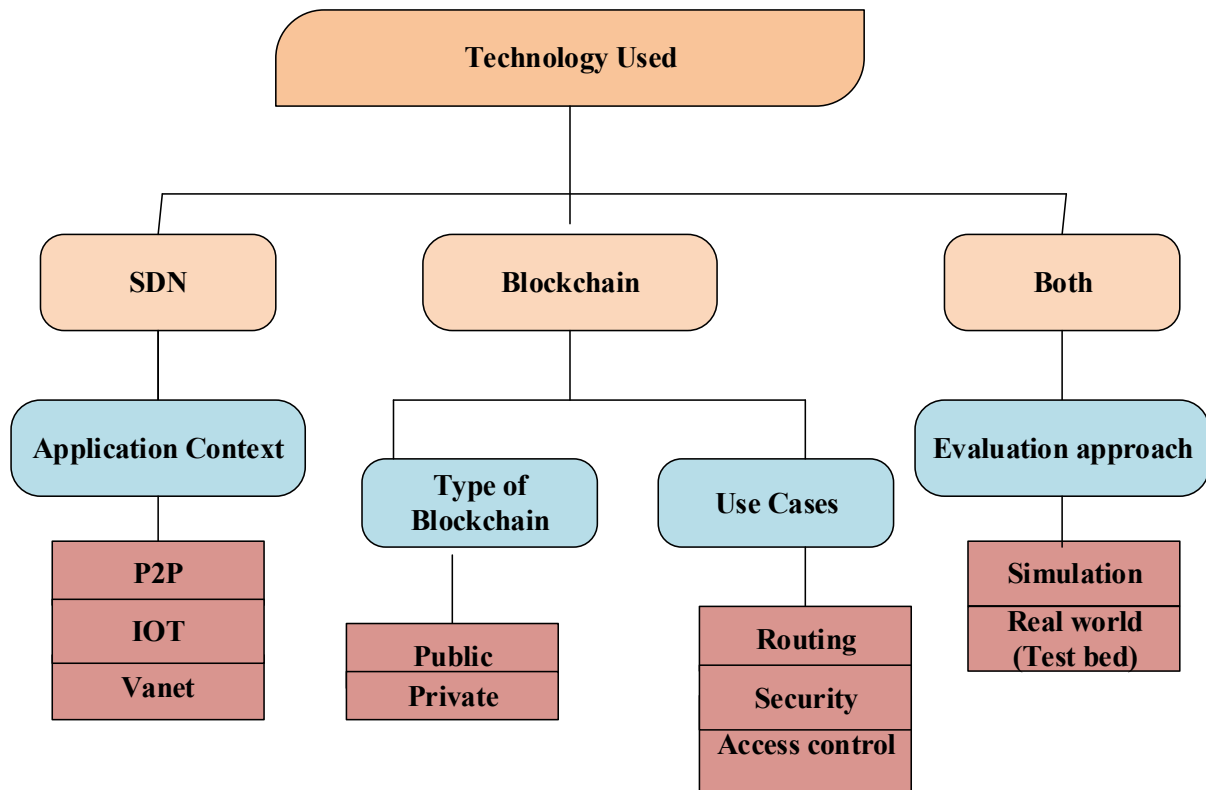 Technology Used
SDN
Blockchain
Both
Application Context
Type of
Blockchain
Use Cases
Evaluation approach
P2P
IOT
Vanet
Public
Private
Routing
Security
Access control
Simulation
Real world
(Test bed)